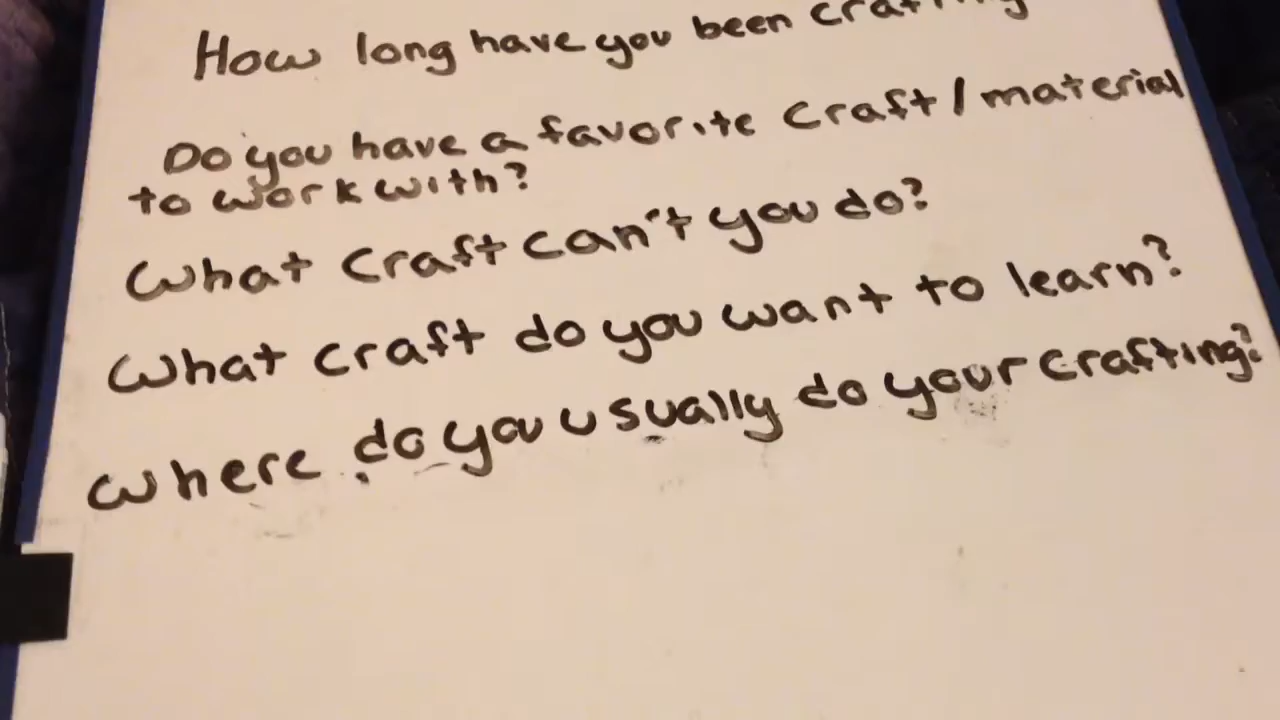 How long have you been crafting
Do you have a favorite craft/material
to work with?
What craft can't you do?
What craft do you want to learn?
Where do you usually do your crafting?